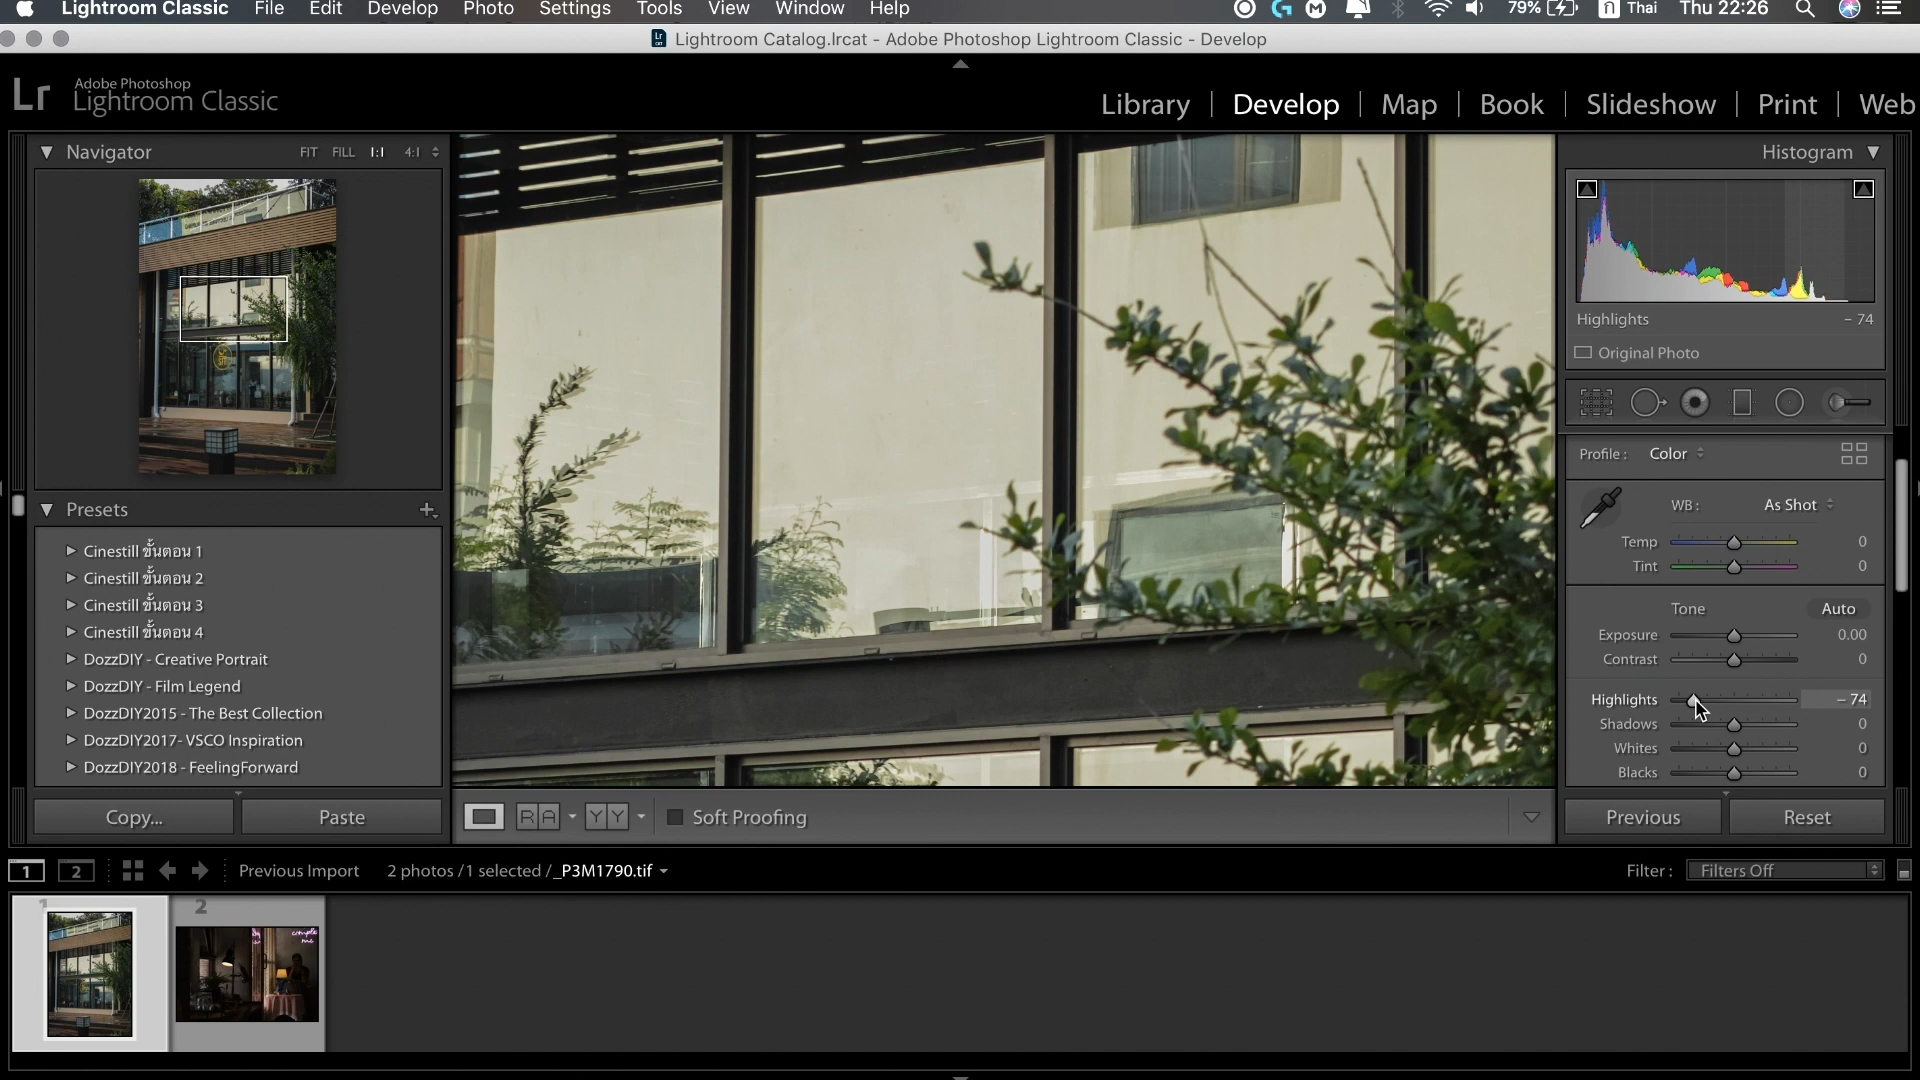 Lightroom Classic File Edit Develop Photo Settings Tools View Window Help 79% ก Thai Thu 22:26
Lightroom Catalog.lrcat - Adobe Photoshop Lightroom Classic - Develop
Lr Adobe Photoshop
Lightroom Classic
Library | Develop | Map | Book | Slideshow | Print | Web
Navigator FIT FILL 1:1 4:1
Histogram
Highlights - 74
Original Photo
Profile : Color
WB : As Shot
Temp 0
Tint 0
Tone Auto
Exposure 0.00
Contrast 0
Highlights - 74
Shadows 0
Whites 0
Blacks 0
Previous Reset
Presets
Cinestill ขั้นตอน 1
Cinestill ขั้นตอน 2
Cinestill ขั้นตอน 3
Cinestill ขั้นตอน 4
DozzDIY - Creative Portrait
DozzDIY - Film Legend
DozzDIY2015 - The Best Collection
DozzDIY2017- VSCO Inspiration
DozzDIY2018 - FeelingForward
Copy... Paste
R A Y Y Soft Proofing
1 2 Previous Import 2 photos / 1 selected / _P3M1790.tif Filter : Filters Off
1 2